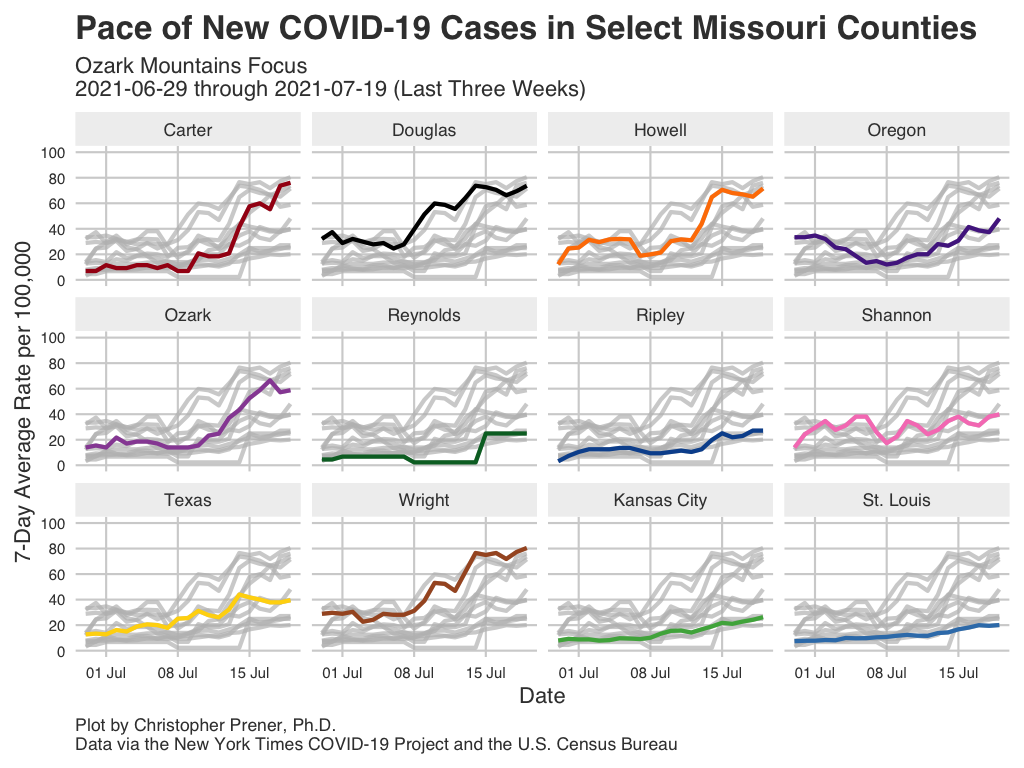 Pace of New COVID-19 Cases in Select Missouri Counties
Ozark Mountains Focus
2021-06-29 through 2021-07-19 (Last Three Weeks)
Carter Douglas Howell Oregon
100
80
60
40
20
0
Ozark Reynolds Ripley Shannon
100
80
60
40
20
0
Texas Wright Kansas City St. Louis
100
80
60
40
20
0
7-Day Average Rate per 100,000
01 Jul 08 Jul 15 Jul 01 Jul 08 Jul 15 Jul 01 Jul 08 Jul 15 Jul 01 Jul 08 Jul 15 Jul
Date
Plot by Christopher Prener, Ph.D.
Data via the New York Times COVID-19 Project and the U.S. Census Bureau